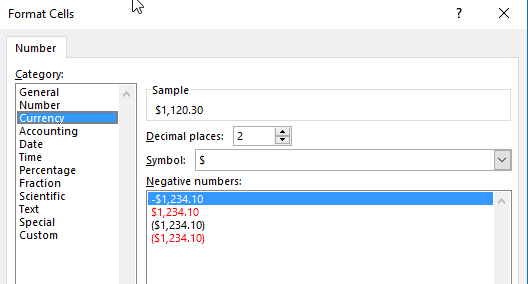 Format Cells
?
Number
Category:
General
Number
Currency
Accounting
Date
Time
Percentage
Fraction
Scientific
Text
Special
Custom
Sample
$1,120.30
Decimal places: 2
Symbol: $
Negative numbers:
-$1,234.10
$1,234.10
($1,234.10)
($1,234.10)